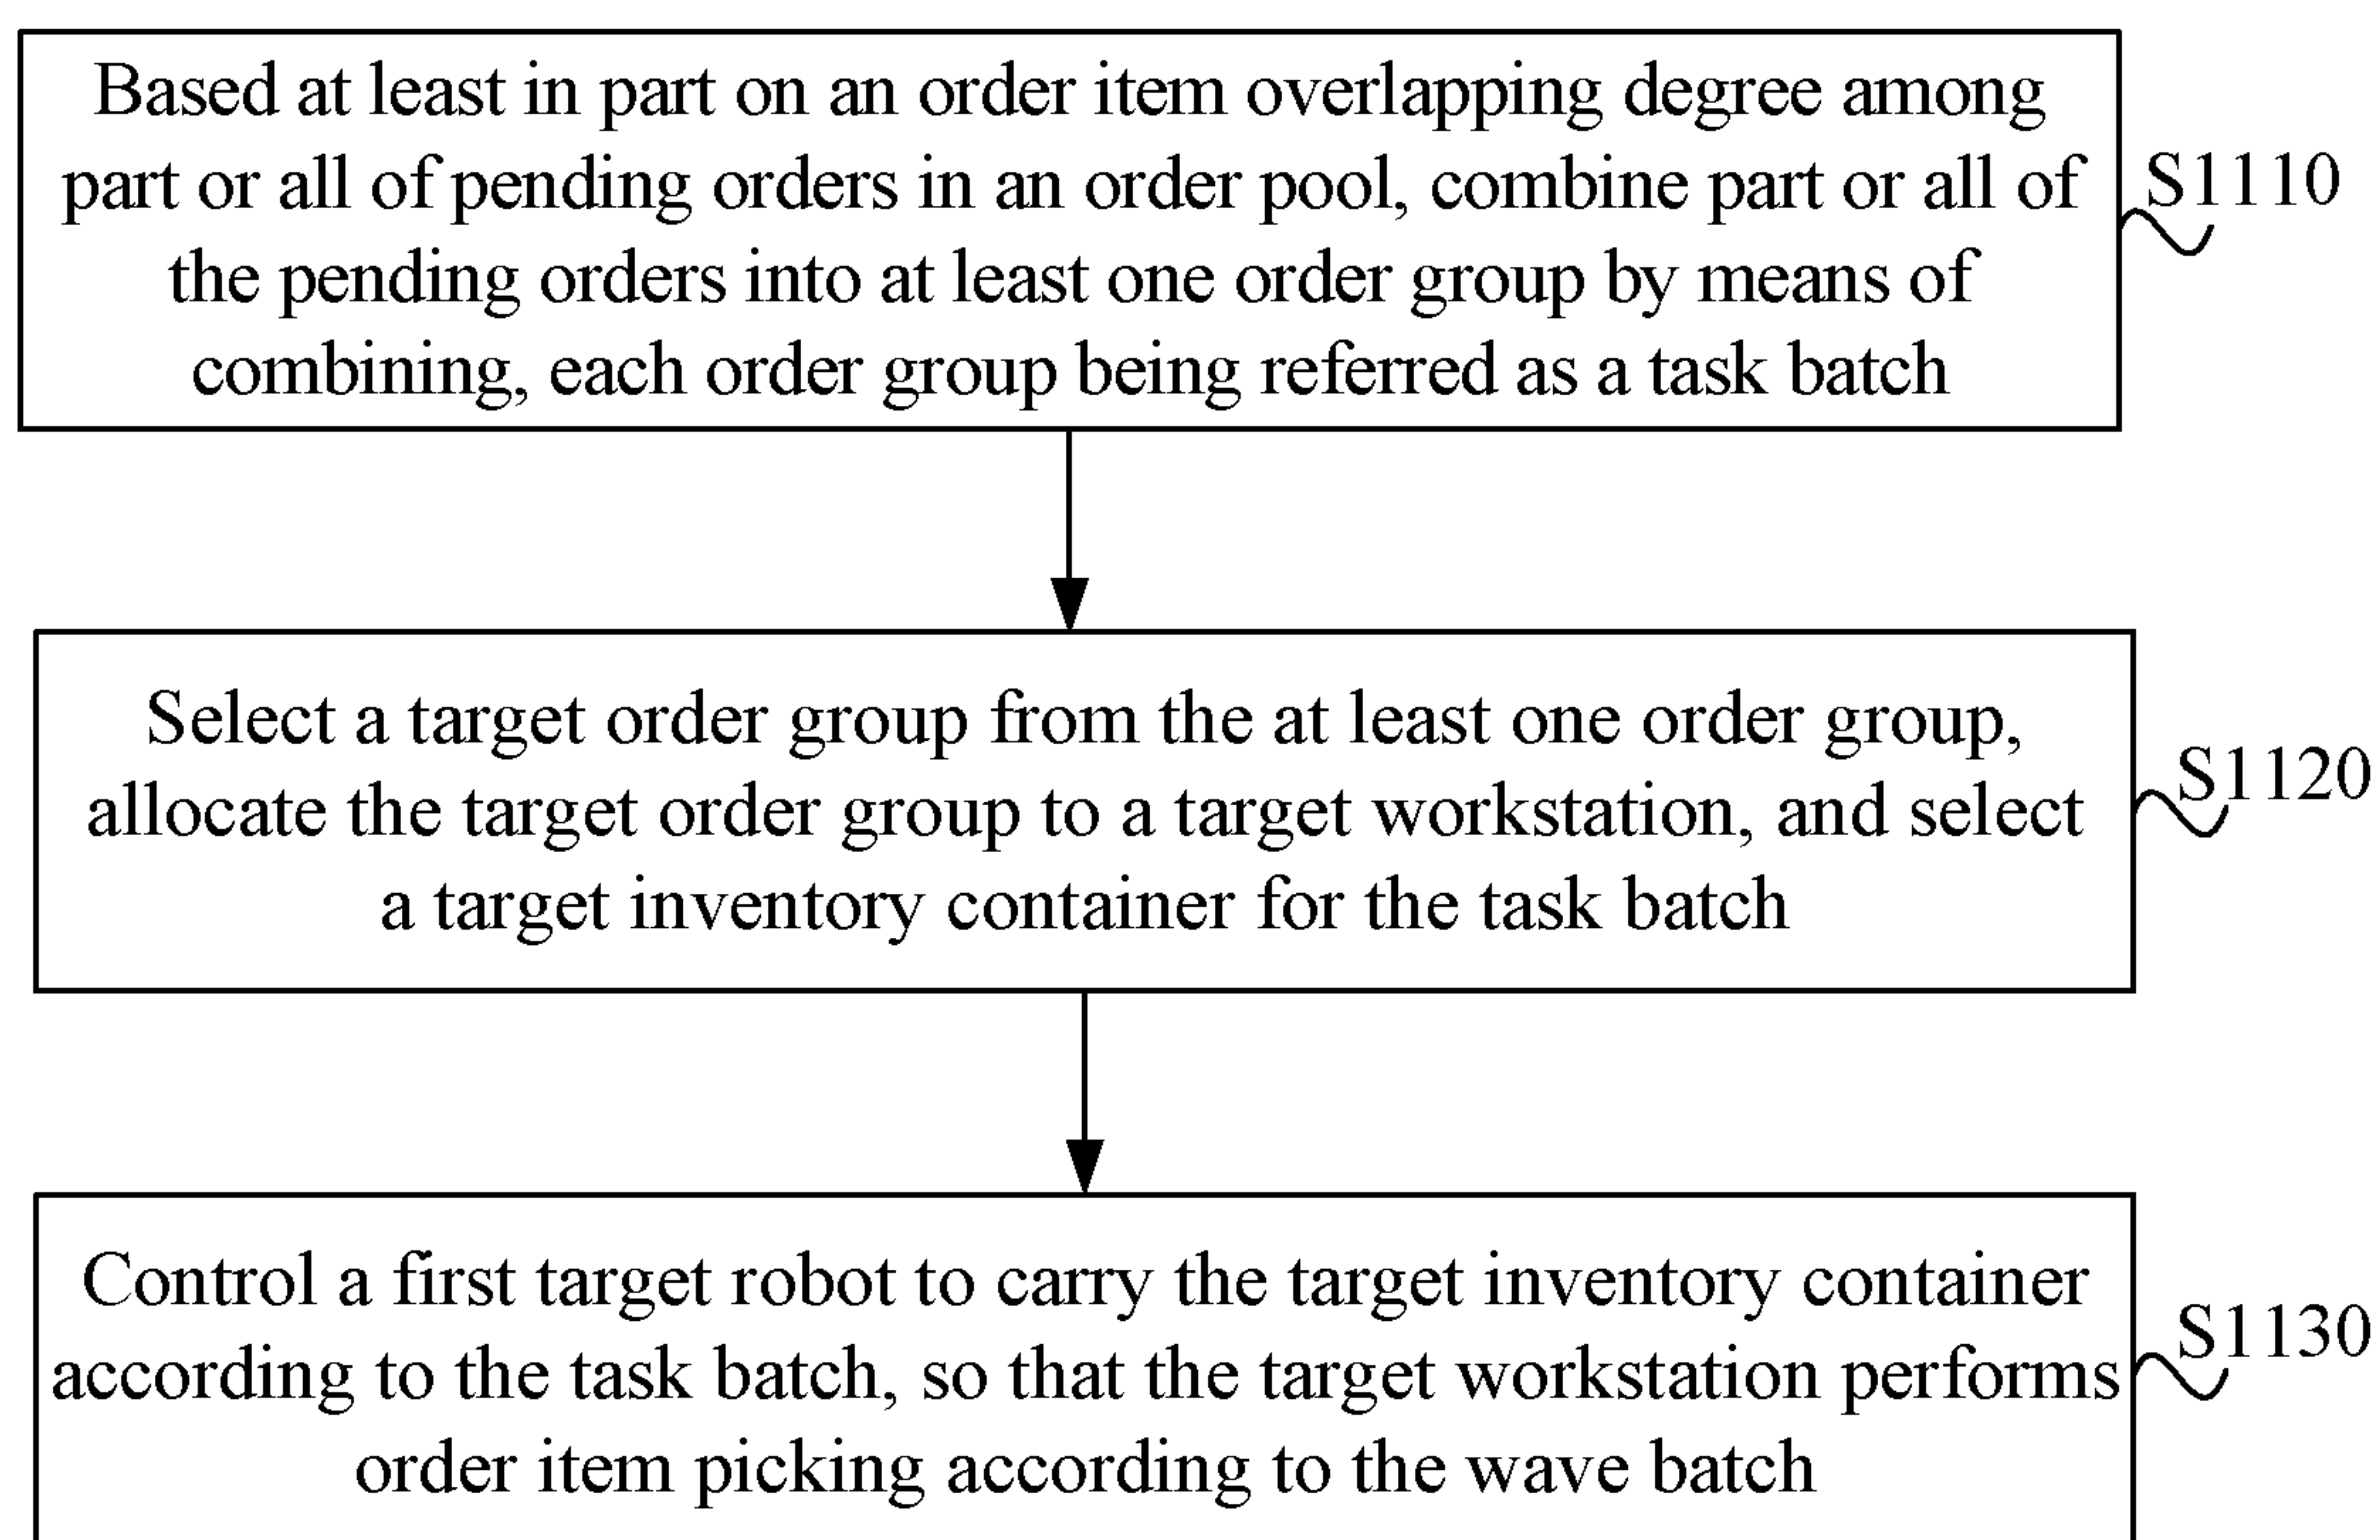 Based at least in part on an order item overlapping degree among
part or all of pending orders in an order pool, combine part or all of
the pending orders into at least one order group by means of
combining, each order group being referred as a task batch
S1110
Select a target order group from the at least one order group,
allocate the target order group to a target workstation, and select
a target inventory container for the task batch
S1120
Control a first target robot to carry the target inventory container
according to the task batch, so that the target workstation performs
order item picking according to the wave batch
S1130